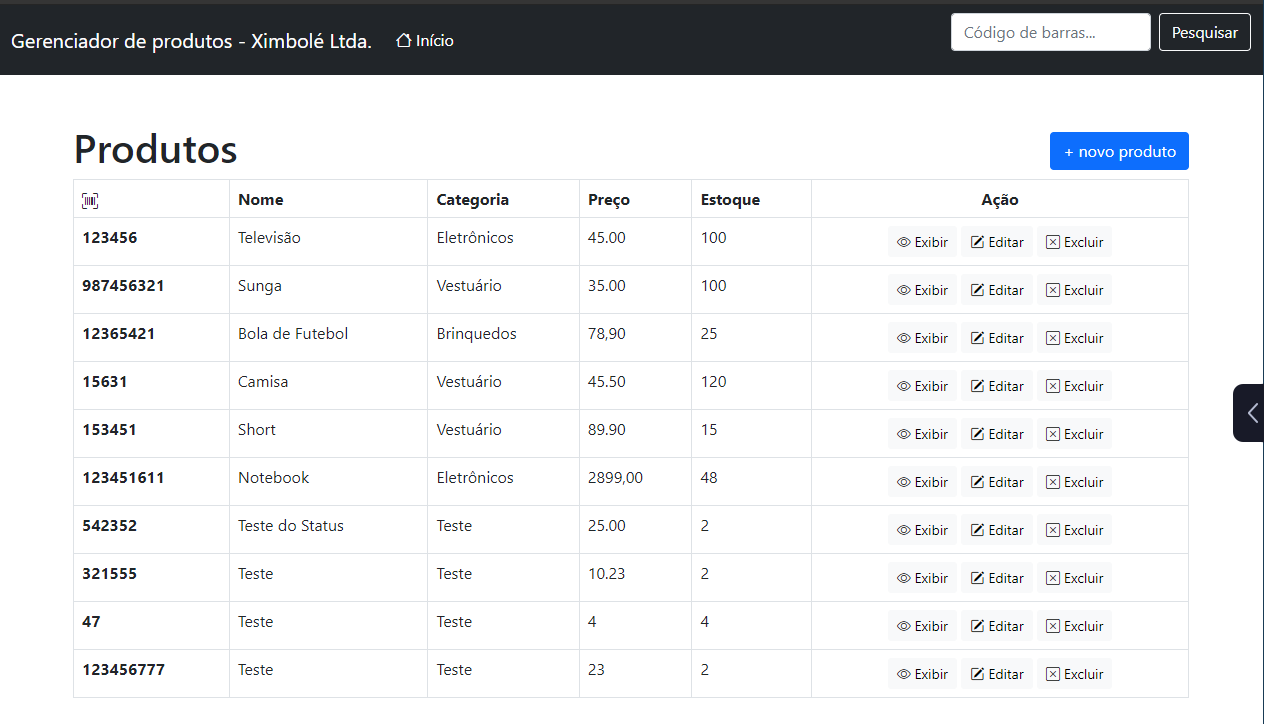 Gerenciador de produtos - Ximbolé Ltda. Início Código de barras... Pesquisar
Produtos + novo produto
Nome Categoria Preço Estoque Ação
123456 Televisão Eletrônicos 45.00 100 Exibir Editar Excluir
987456321 Sunga Vestuário 35.00 100 Exibir Editar Excluir
12365421 Bola de Futebol Brinquedos 78,90 25 Exibir Editar Excluir
15631 Camisa Vestuário 45.50 120 Exibir Editar Excluir
153451 Short Vestuário 89.90 15 Exibir Editar Excluir
123451611 Notebook Eletrônicos 2899,00 48 Exibir Editar Excluir
542352 Teste do Status Teste 25.00 2 Exibir Editar Excluir
321555 Teste Teste 10.23 2 Exibir Editar Excluir
47 Teste Teste 4 4 Exibir Editar Excluir
123456777 Teste Teste 23 2 Exibir Editar Excluir